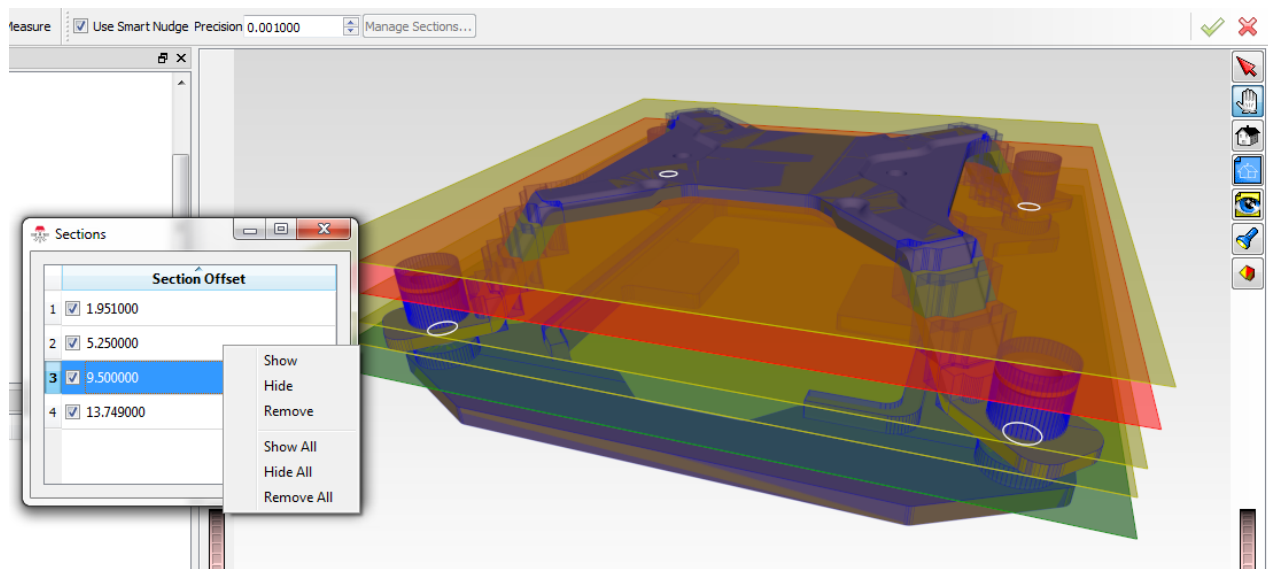 Measure Use Smart Nudge Precision 0.001000 Manage Sections...
Sections
Section Offset
1 1.951000
2 5.250000
3 9.500000
4 13.749000
Show
Hide
Remove
Show All
Hide All
Remove All